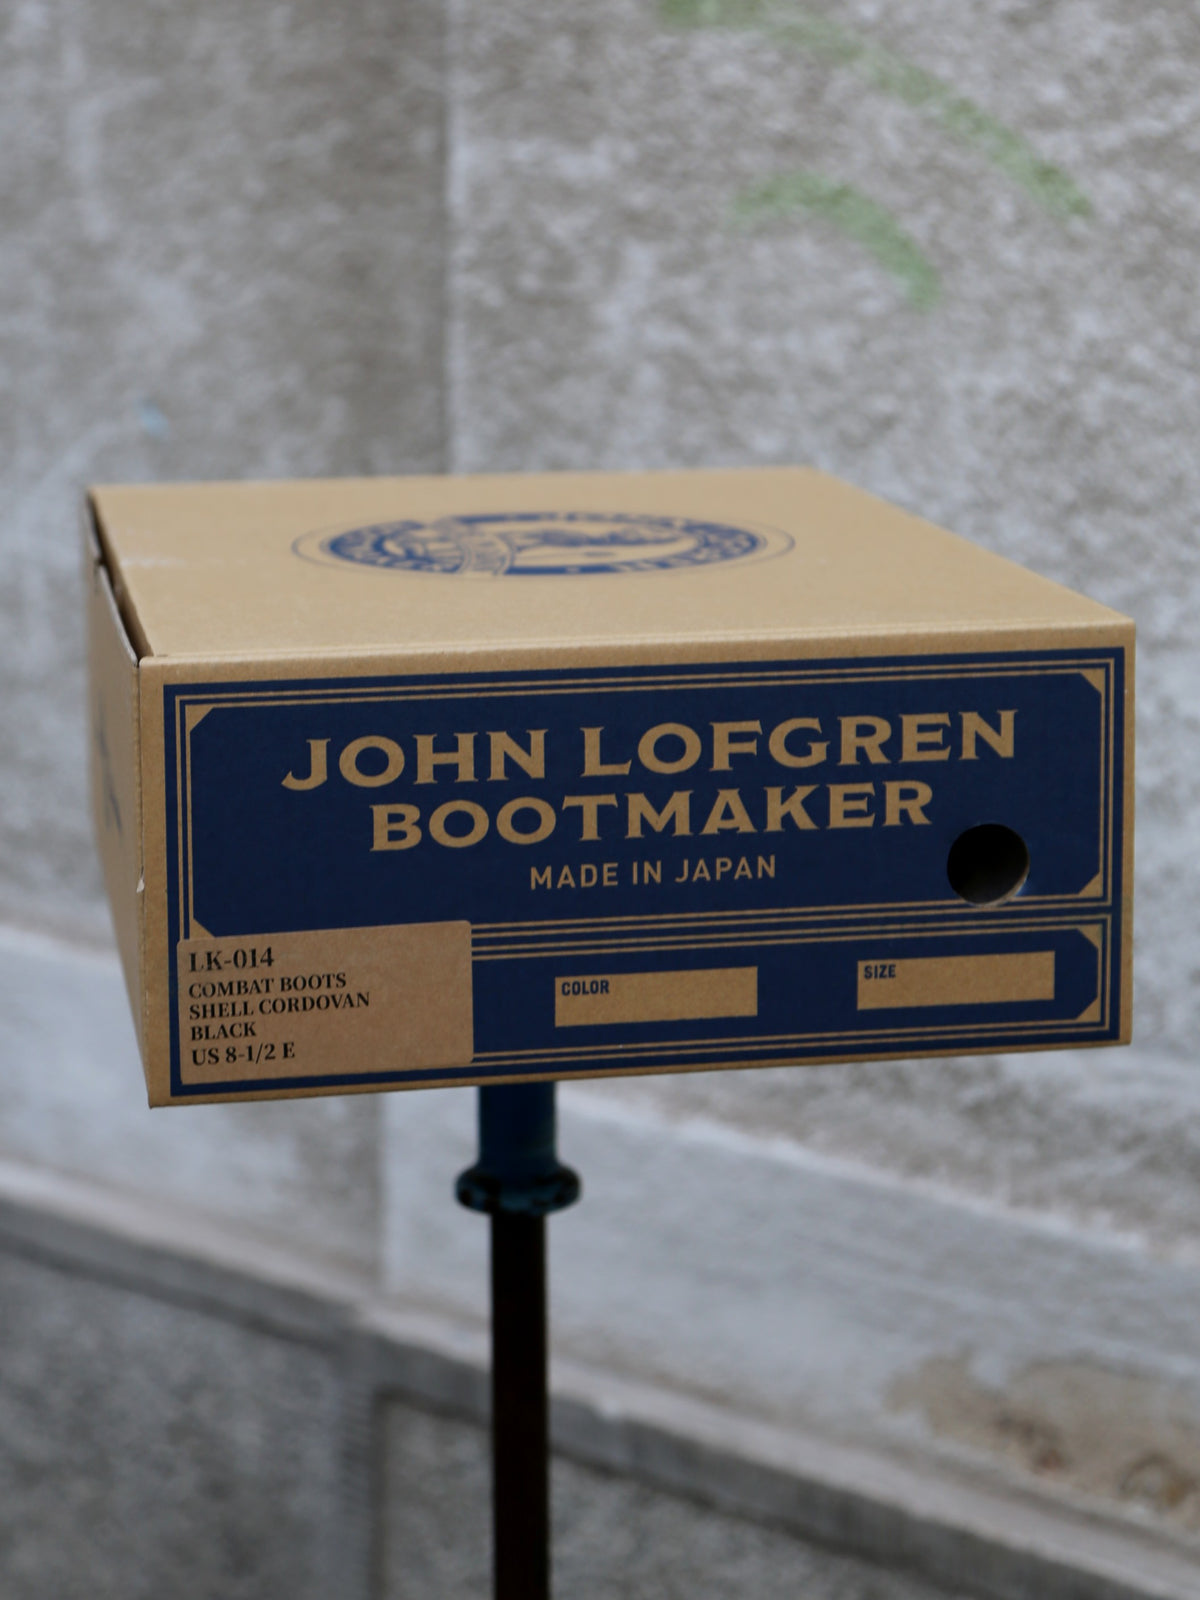 JOHN LOFGREN
BOOTMAKER
MADE IN JAPAN
LK-014
COMBAT BOOTS
SHELL CORDOVAN
BLACK
US 8-1/2 E
COLOR
SIZE